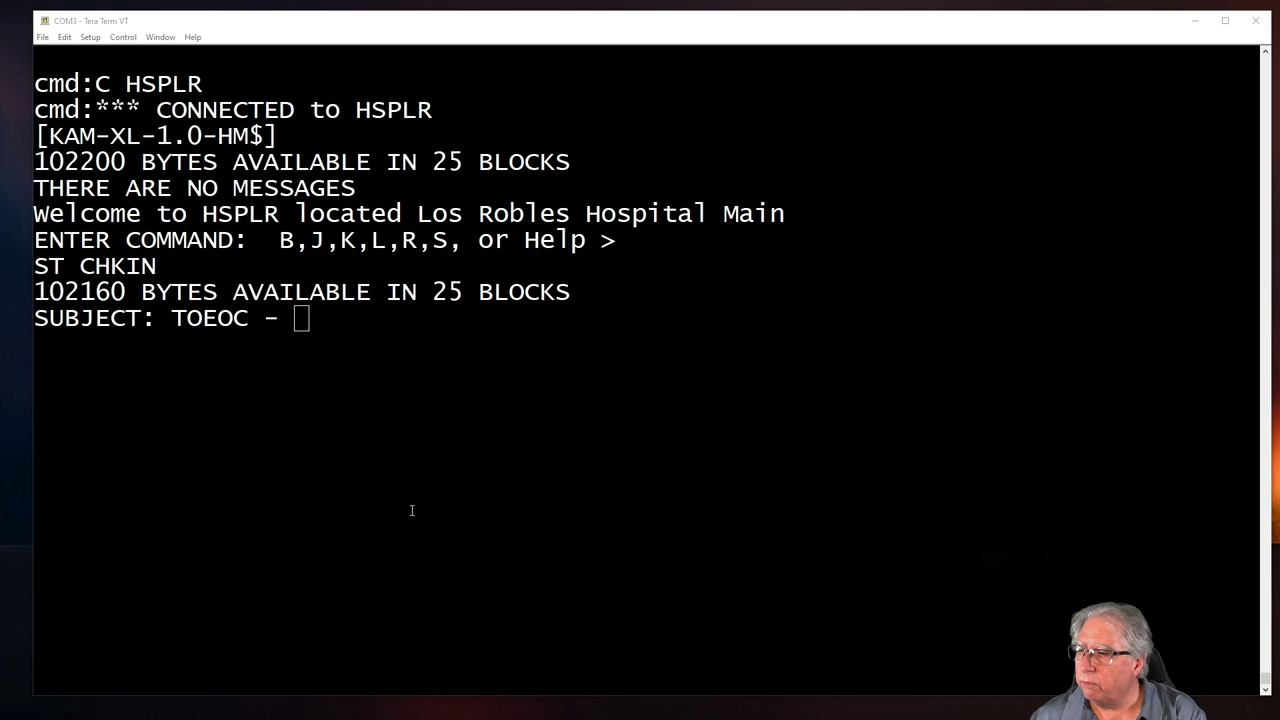 COM3 - Tera Term VT
File Edit Setup Control Window Help
cmd:C HSPLR
cmd:*** CONNECTED to HSPLR
[KAM-XL-1.0-HM$]
102200 BYTES AVAILABLE IN 25 BLOCKS
THERE ARE NO MESSAGES
Welcome to HSPLR located Los Robles Hospital Main
ENTER COMMAND:  B,J,K,L,R,S, or Help >
ST CHKIN
102160 BYTES AVAILABLE IN 25 BLOCKS
SUBJECT: TOEOC -